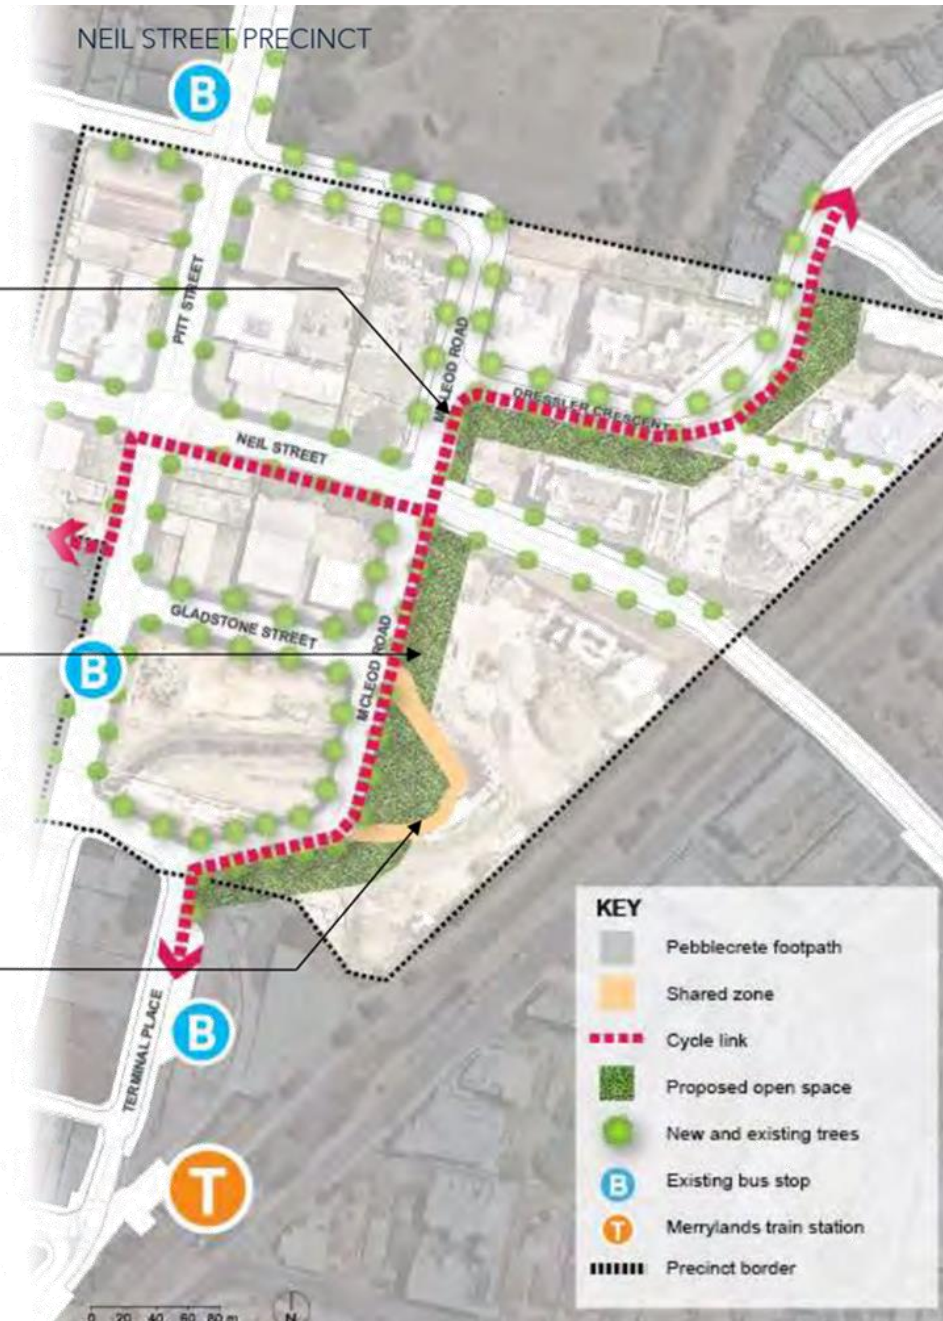 NEIL STREET PRECINCT
B
PITT STREET
MCLEOD ROAD
DRESSLER CRESCENT
NEIL STREET
GLADSTONE STREET
B
MCLEOD ROAD
KEY
Pebblecrete footpath
Shared zone
Cycle link
Proposed open space
New and existing trees
B Existing bus stop
T Merrylands train station
Precinct border
B
TERMINAL PLACE
T
0 20 40 60 80 m
N